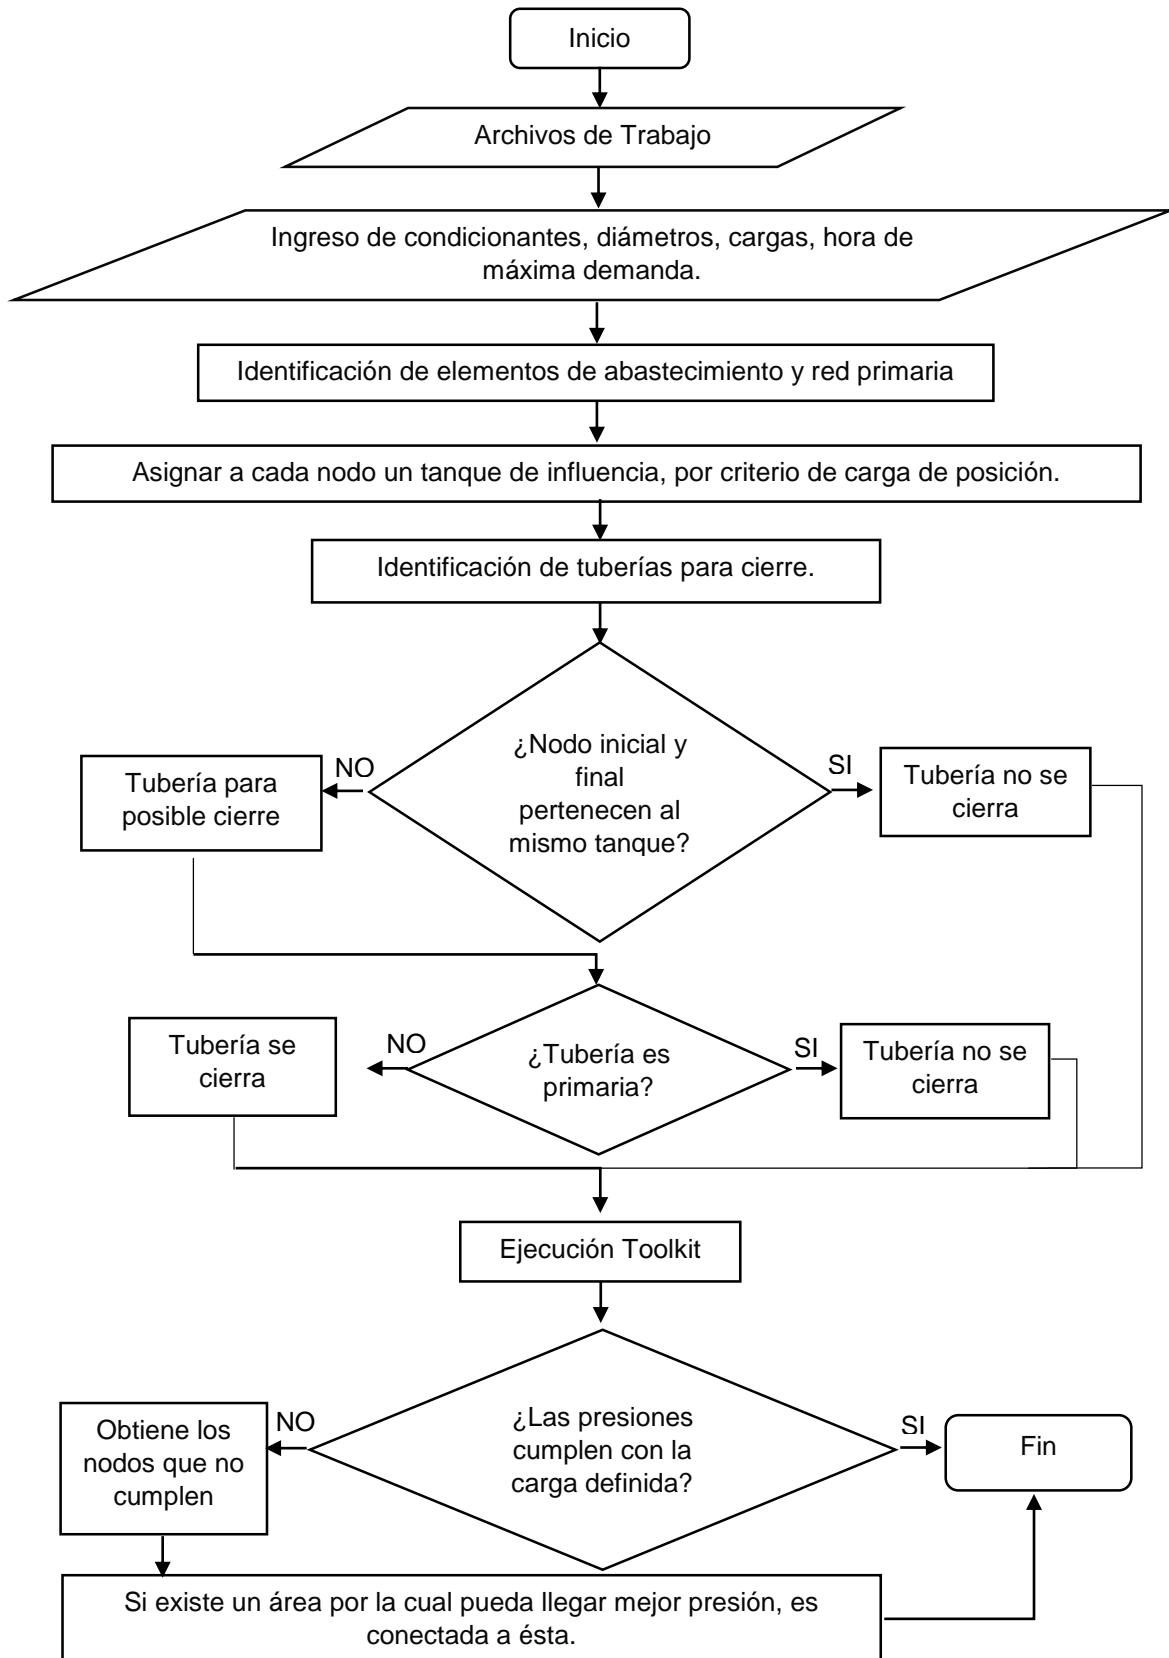 Inicio
Archivos de Trabajo
Ingreso de condicionantes, diámetros, cargas, hora de
máxima demanda.
Identificación de elementos de abastecimiento y red primaria
Asignar a cada nodo un tanque de influencia, por criterio de carga de posición.
Identificación de tuberías para cierre.
¿Nodo inicial y
final
pertenecen al
mismo tanque?
NO
SI
Tubería para
posible cierre
Tubería no se
cierra
¿Tubería es
primaria?
NO
SI
Tubería se
cierra
Tubería no se
cierra
Ejecución Toolkit
¿Las presiones
cumplen con la
carga definida?
NO
SI
Obtiene los
nodos que no
cumplen
Fin
Si existe un área por la cual pueda llegar mejor presión, es
conectada a ésta.